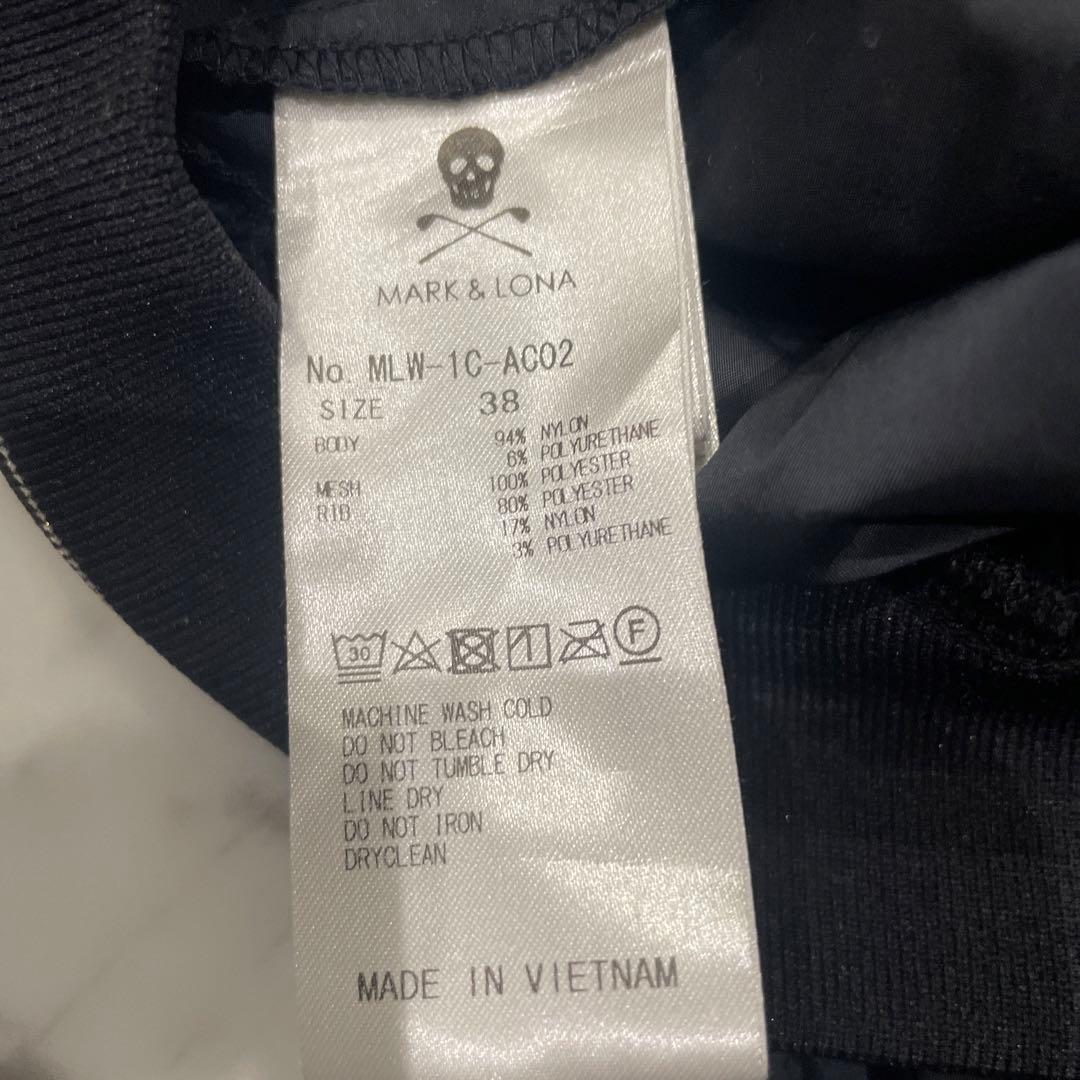 MARK & LONA
No. MLW-1C-AC02
SIZE 38
BODY 94% NYLON
6% POLYURETHANE
MESH 100% POLYESTER
RIB 80% POLYESTER
17% NYLON
3% POLYURETHANE
30 F
MACHINE WASH COLD
DO NOT BLEACH
DO NOT TUMBLE DRY
LINE DRY
DO NOT IRON
DRYCLEAN
MADE IN VIETNAM